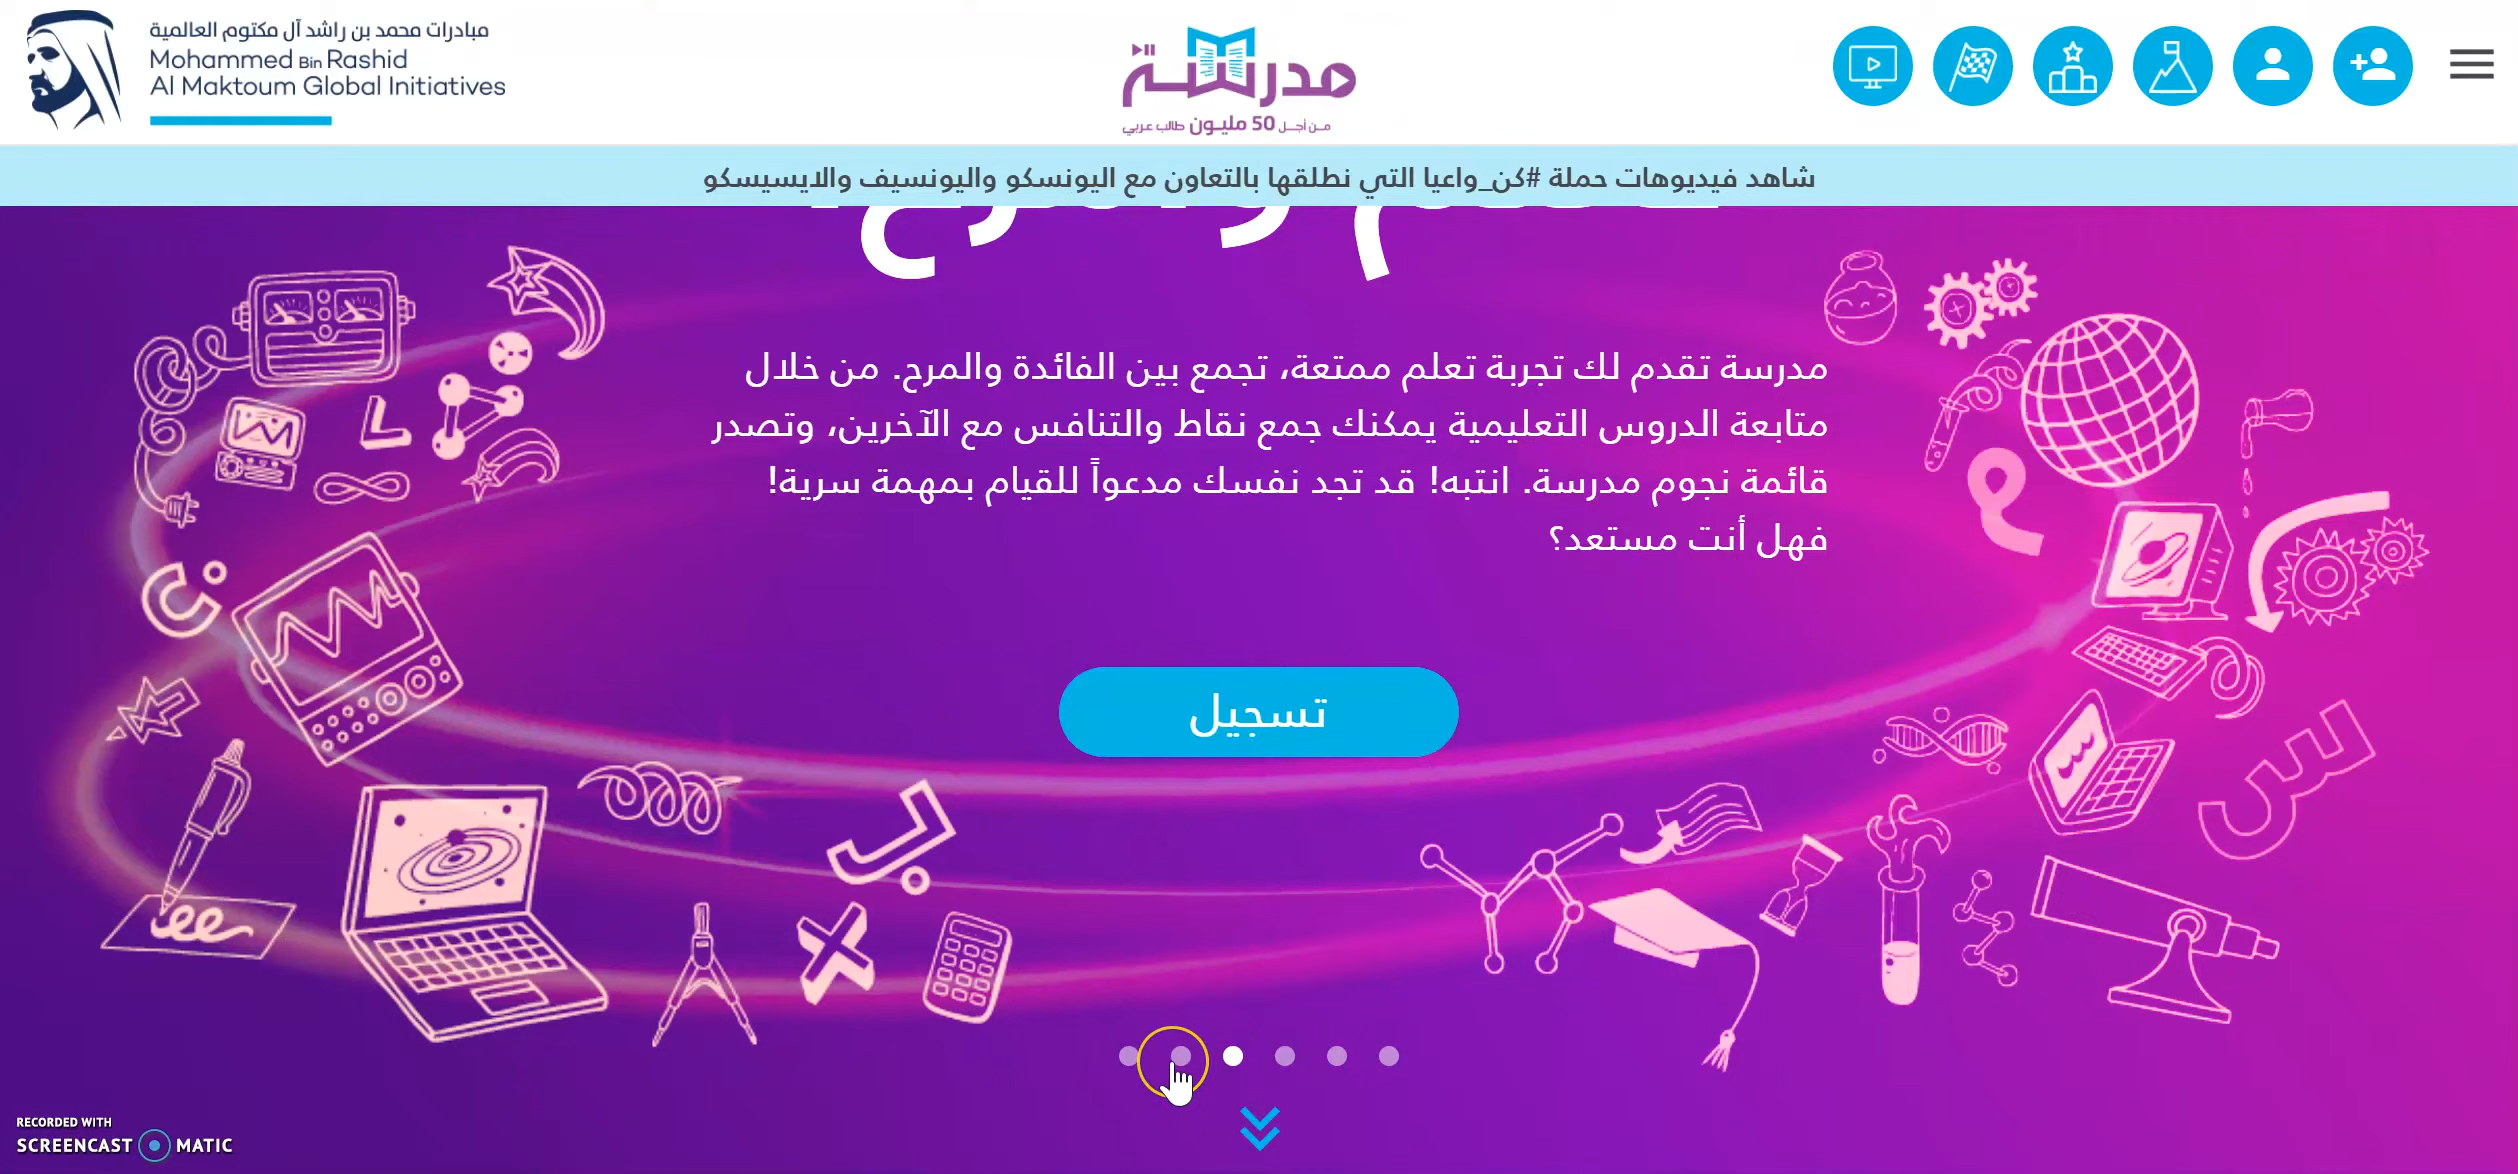 مبادرات محمد بن راشد آل مكتوم العالمية
Mohammed Bin Rashid
Al Maktoum Global Initiatives
مدرسة
من أجل 50 مليون طالب عربي
شاهد فيديوهات حملة #كن_واعيا التي نطلقها بالتعاون مع اليونسكو واليونسيف والايسيسكو
مدرسة تقدم لك تجربة تعلم ممتعة، تجمع بين الفائدة والمرح. من خلال
متابعة الدروس التعليمية يمكنك جمع نقاط والتنافس مع الآخرين، وتصدر
قائمة نجوم مدرسة. انتبه! قد تجد نفسك مدعواً للقيام بمهمة سرية!
فهل أنت مستعد؟
تسجيل
RECORDED WITH
SCREENCAST MATIC